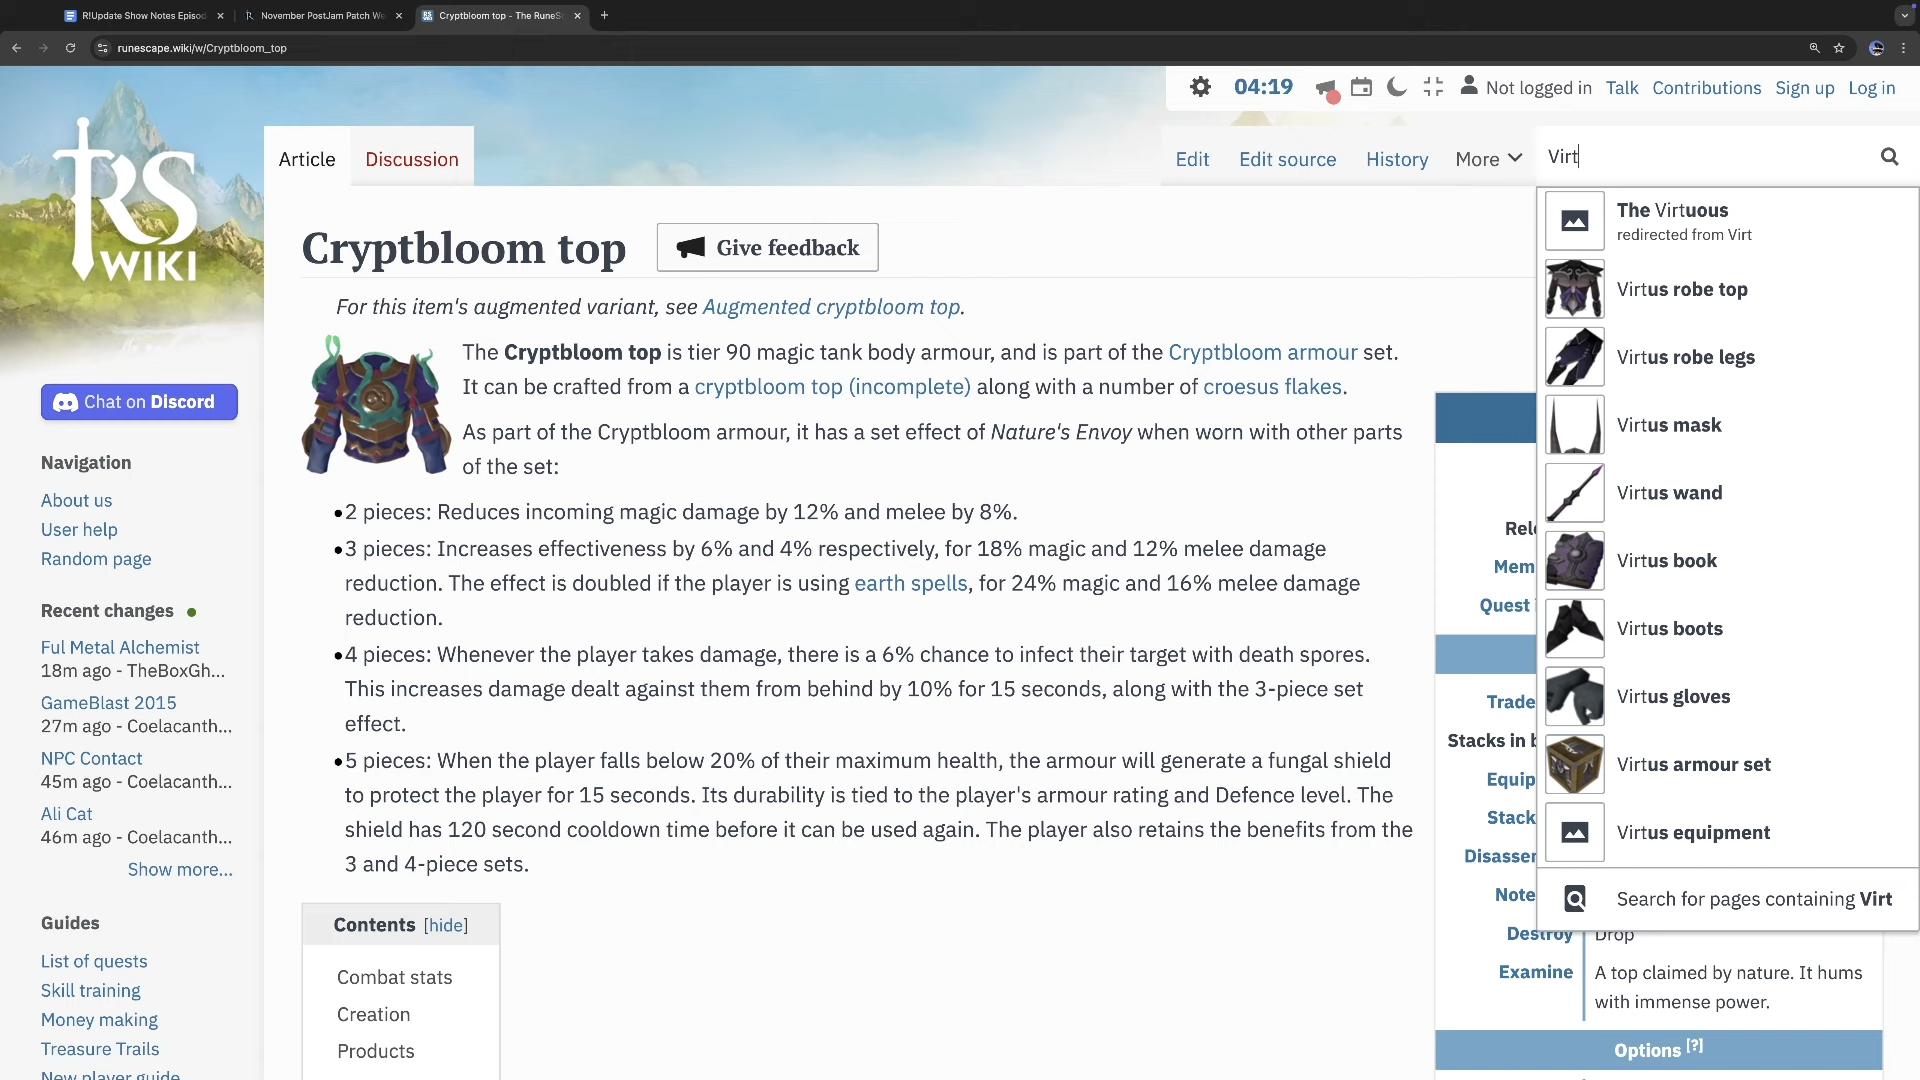 R!Update Show Notes Episod
November PostJam Patch We
Cryptbloom top - The RuneS
runescape.wiki/w/Cryptbloom_top
04:19
Not logged in
Talk
Contributions
Sign up
Log in
RS
WIKI
Article
Discussion
Edit
Edit source
History
More
Virt
Cryptbloom top
Give feedback
For this item's augmented variant, see Augmented cryptbloom top.
The Cryptbloom top is tier 90 magic tank body armour, and is part of the Cryptbloom armour set.
It can be crafted from a cryptbloom top (incomplete) along with a number of croesus flakes.
As part of the Cryptbloom armour, it has a set effect of Nature's Envoy when worn with other parts
of the set:
•2 pieces: Reduces incoming magic damage by 12% and melee by 8%.
•3 pieces: Increases effectiveness by 6% and 4% respectively, for 18% magic and 12% melee damage
reduction. The effect is doubled if the player is using earth spells, for 24% magic and 16% melee damage
reduction.
•4 pieces: Whenever the player takes damage, there is a 6% chance to infect their target with death spores.
This increases damage dealt against them from behind by 10% for 15 seconds, along with the 3-piece set
effect.
•5 pieces: When the player falls below 20% of their maximum health, the armour will generate a fungal shield
to protect the player for 15 seconds. Its durability is tied to the player's armour rating and Defence level. The
shield has 120 second cooldown time before it can be used again. The player also retains the benefits from the
3 and 4-piece sets.
Contents [hide]
Combat stats
Creation
Products
Chat on Discord
Navigation
About us
User help
Random page
Recent changes
Ful Metal Alchemist
18m ago - TheBoxGh...
GameBlast 2015
27m ago - Coelacanth...
NPC Contact
45m ago - Coelacanth...
Ali Cat
46m ago - Coelacanth...
Show more...
Guides
List of quests
Skill training
Money making
Treasure Trails
New player guide
The Virtuous
redirected from Virt
Virtus robe top
Virtus robe legs
Virtus mask
Virtus wand
Virtus book
Virtus boots
Virtus gloves
Virtus armour set
Virtus equipment
Search for pages containing Virt
Rele
Mem
Quest
Trade
Stacks in b
Equip
Stack
Disasser
Note
Destroy
Drop
Examine
A top claimed by nature. It hums
with immense power.
Options [?]